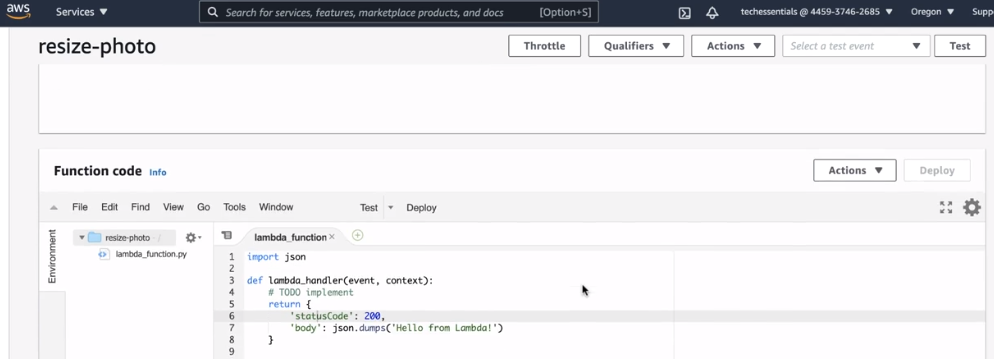 aws Services Search for services, features, marketplace products, and docs [Option+S] techessentials @ 4459-3746-2685 Oregon Supp
resize-photo Throttle Qualifiers Actions Select a test event Test
Function code Info Actions Deploy
File Edit Find View Go Tools Window Test Deploy
Environment
resize-photo /
lambda_function.py
lambda_function
1 import json
2
3 def lambda_handler(event, context):
4 # TODO implement
5 return {
6 'statusCode': 200,
7 'body': json.dumps('Hello from Lambda!')
8 }
9